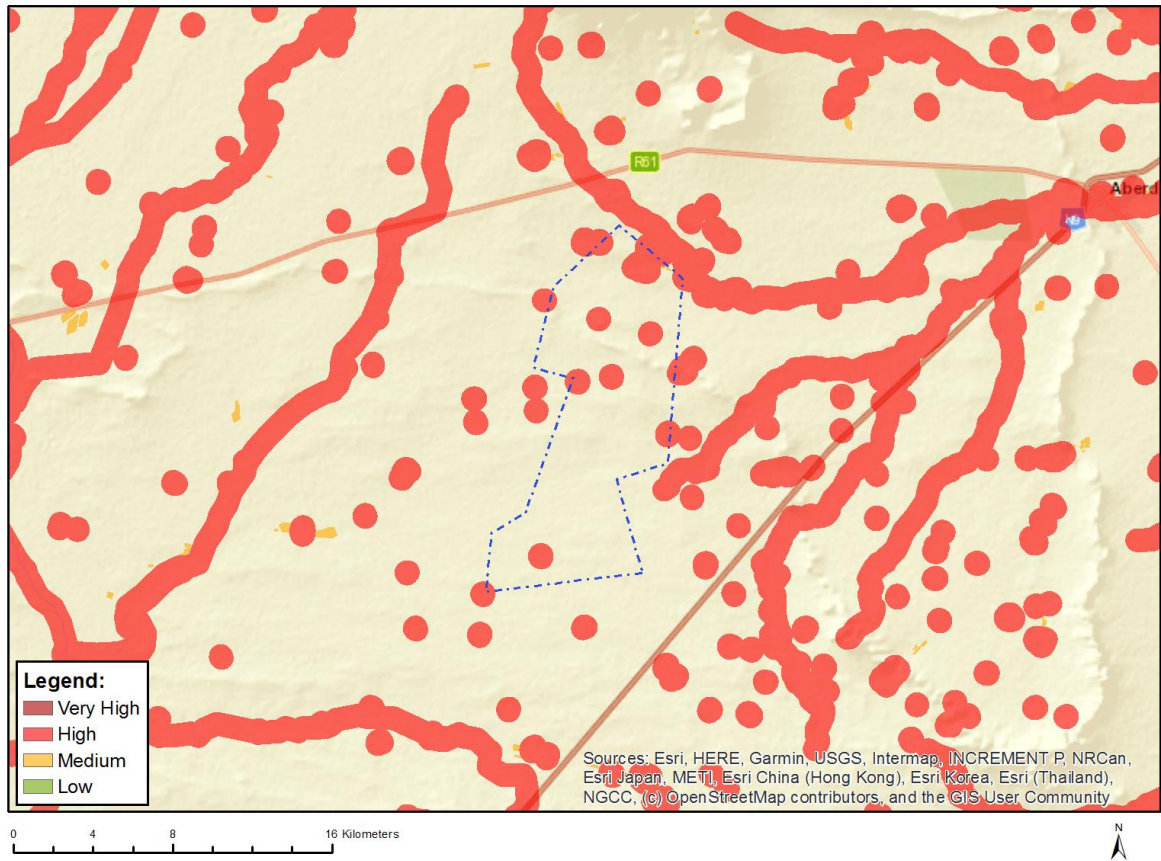 R61
Aberd
Legend:
Very High
High
Medium
Low
Sources: Esri, HERE, Garmin, USGS, Intermap, INCREMENT P, NRCan,
Esri Japan, METI, Esri China (Hong Kong), Esri Korea, Esri (Thailand),
NGCC, (c) OpenStreetMap contributors, and the GIS User Community
0 4 8 16 Kilometers
N